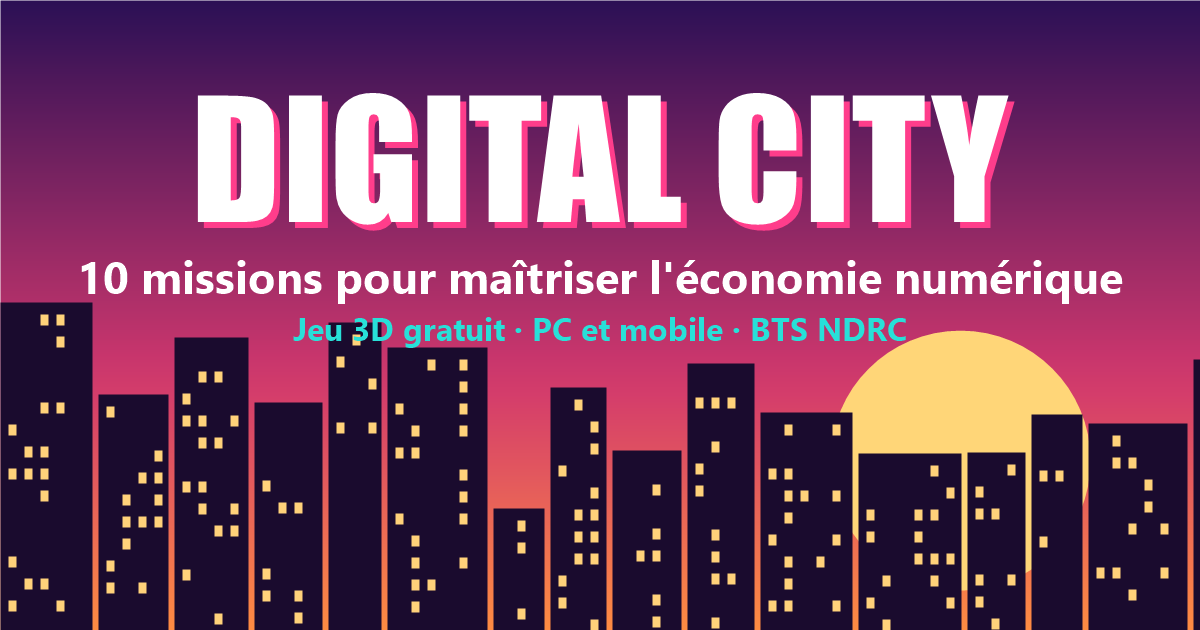 DIGITAL CITY
10 missions pour maîtriser l'économie numérique
Jeu 3D gratuit · PC et mobile · BTS NDRC